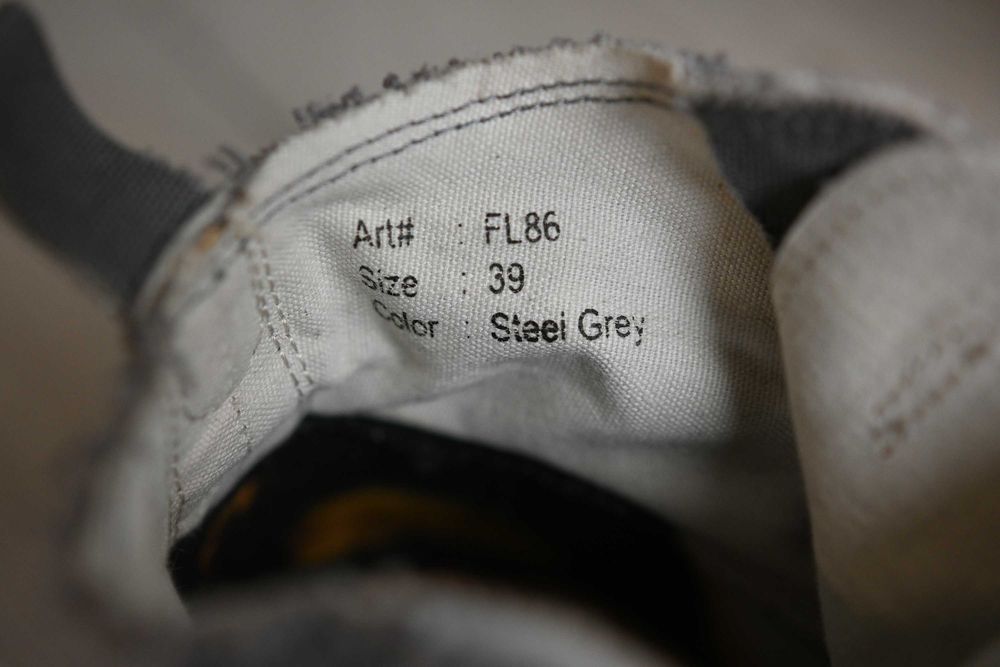 Art# : FL86
Size : 39
Color : Steel Grey